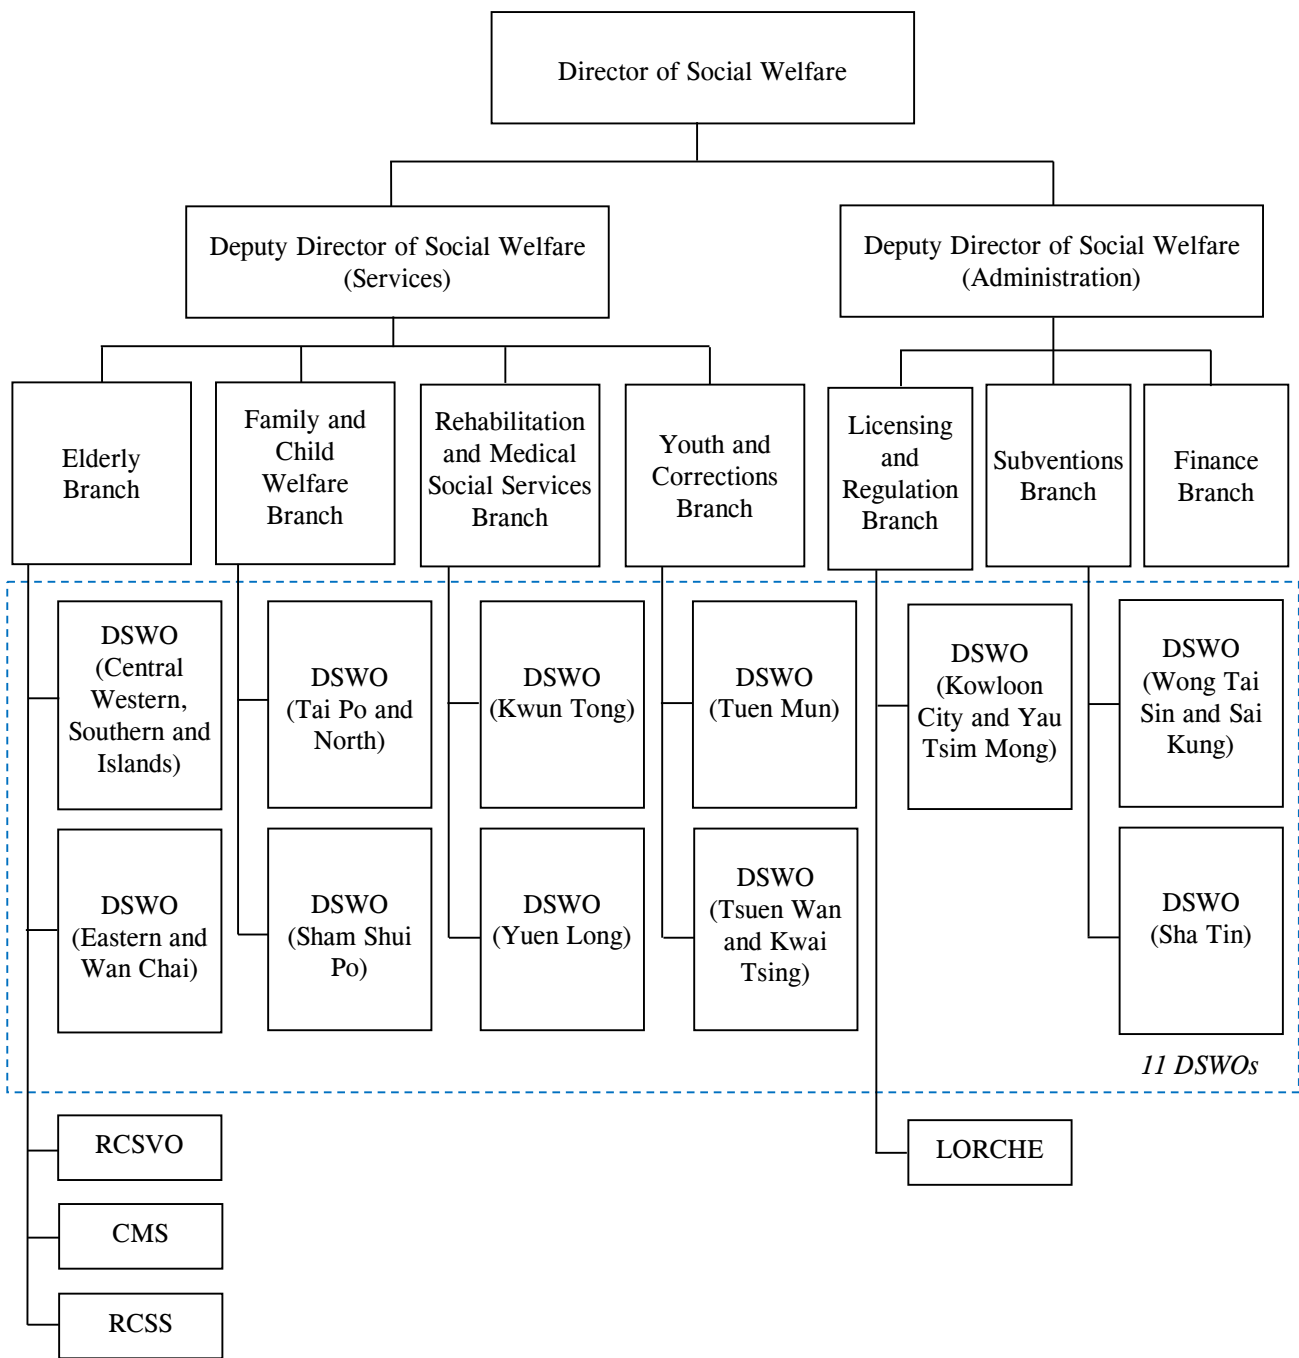 Director of Social Welfare
Deputy Director of Social Welfare
(Services)
Deputy Director of Social Welfare
(Administration)
Elderly
Branch
Family and
Child
Welfare
Branch
Rehabilitation
and Medical
Social Services
Branch
Youth and
Corrections
Branch
Licensing
and
Regulation
Branch
Subventions
Branch
Finance
Branch
DSWO
(Central
Western,
Southern and
Islands)
DSWO
(Tai Po and
North)
DSWO
(Kwun Tong)
DSWO
(Tuen Mun)
DSWO
(Kowloon
City and Yau
Tsim Mong)
DSWO
(Wong Tai
Sin and Sai
Kung)
DSWO
(Eastern and
Wan Chai)
DSWO
(Sham Shui
Po)
DSWO
(Yuen Long)
DSWO
(Tsuen Wan
and Kwai
Tsing)
DSWO
(Sha Tin)
11 DSWOs
RCSVO
LORCHE
CMS
RCSS